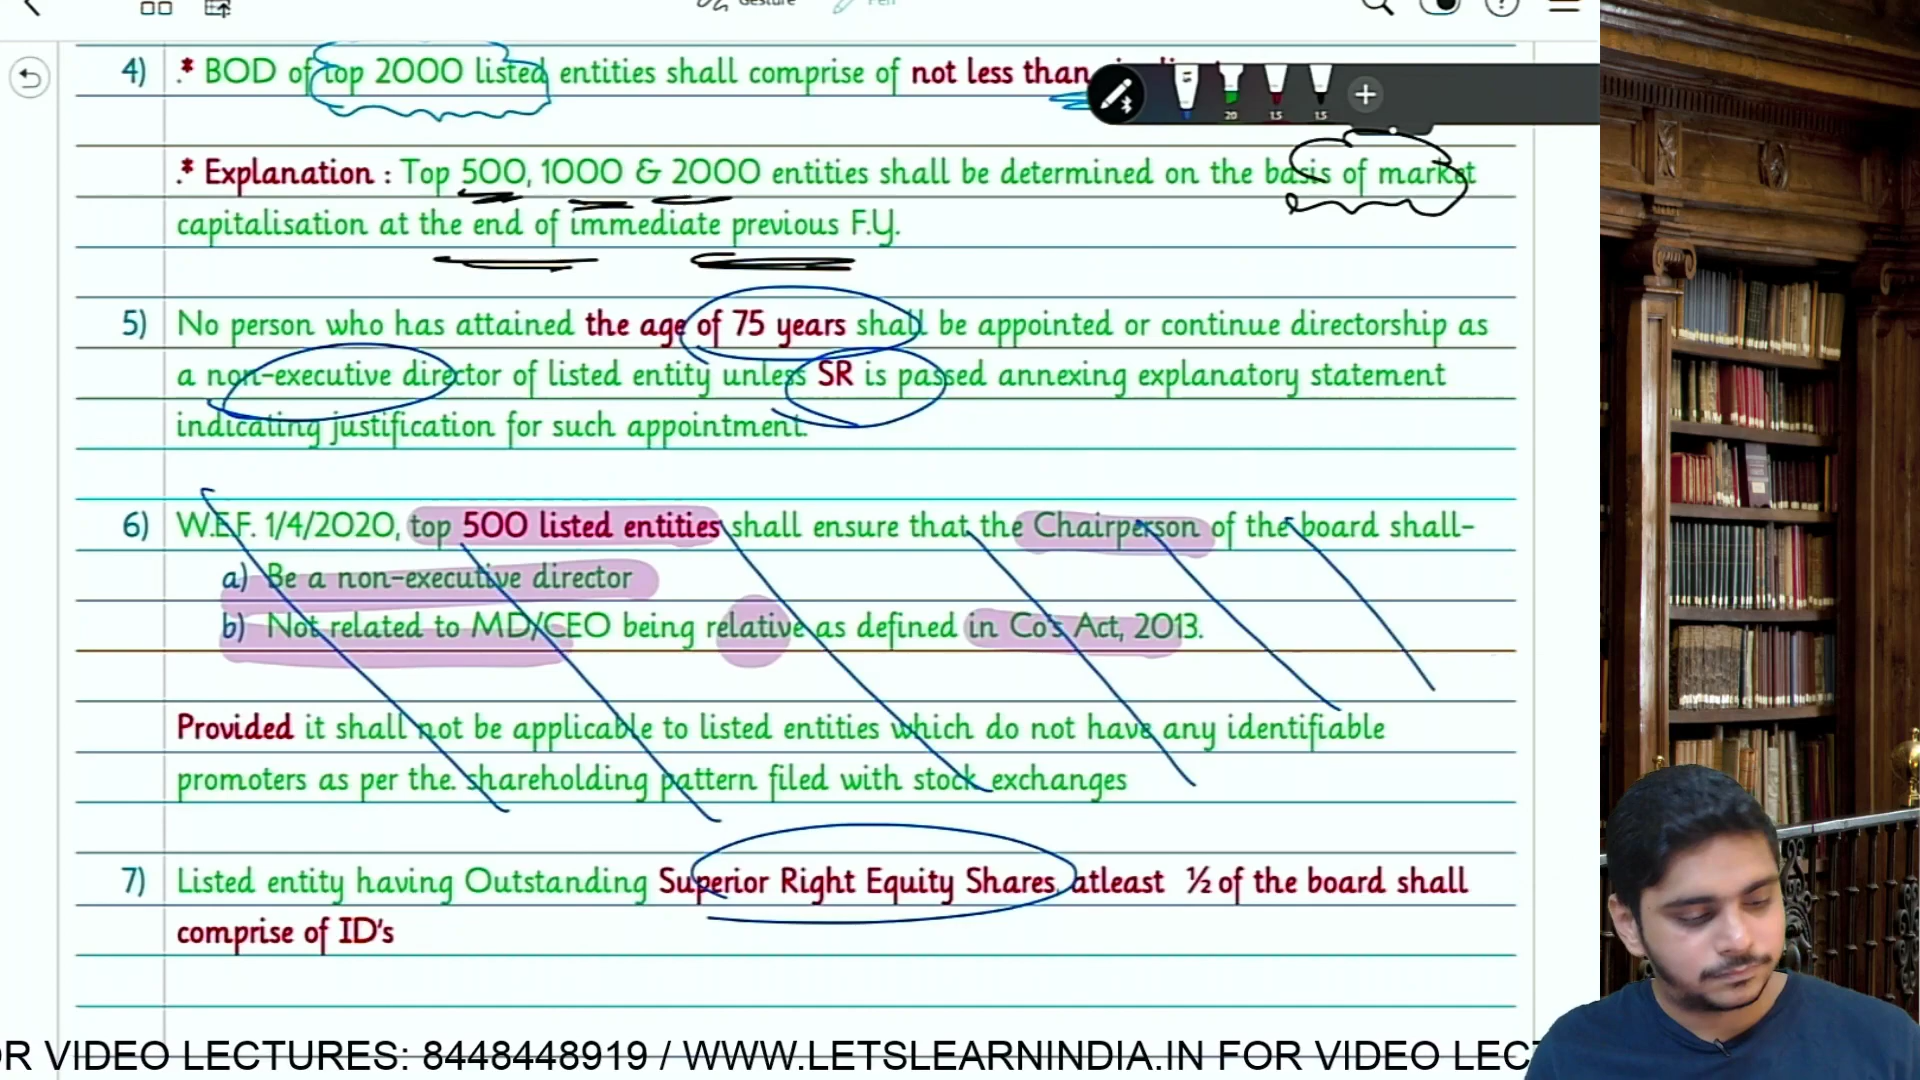 Gesture Pen
4) * BOD of top 2000 listed entities shall comprise of not less than
20 15 15
* Explanation : Top 500, 1000 & 2000 entities shall be determined on the basis of market
capitalisation at the end of immediate previous F.Y.
5) No person who has attained the age of 75 years shall be appointed or continue directorship as
a non-executive director of listed entity unless SR is passed annexing explanatory statement
indicating justification for such appointment.
6) W.E.F. 1/4/2020, top 500 listed entities shall ensure that the Chairperson of the board shall-
a) Be a non-executive director
b) Not related to MD/CEO being relative as defined in Co's Act, 2013.
Provided it shall not be applicable to listed entities which do not have any identifiable
promoters as per the. shareholding pattern filed with stock exchanges
7) Listed entity having Outstanding Superior Right Equity Shares, atleast ½ of the board shall
comprise of ID's
OR VIDEO LECTURES: 8448448919 / WWW.LETSLEARNINDIA.IN FOR VIDEO LEC